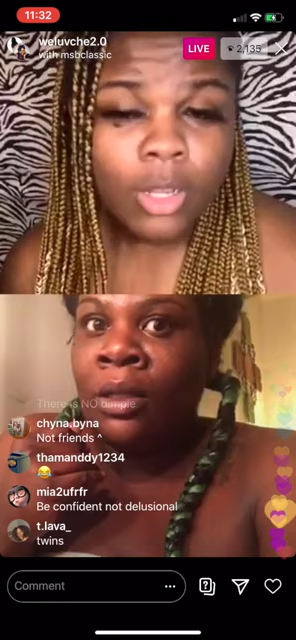 11:32
weluvche2.0
with msbclassic
LIVE
2,135
There is NO dimple
chyna.byna
Not friends ^
thamanddy1234
😂
mia2ufrfr
Be confident not delusional
t.lava_
twins
Comment